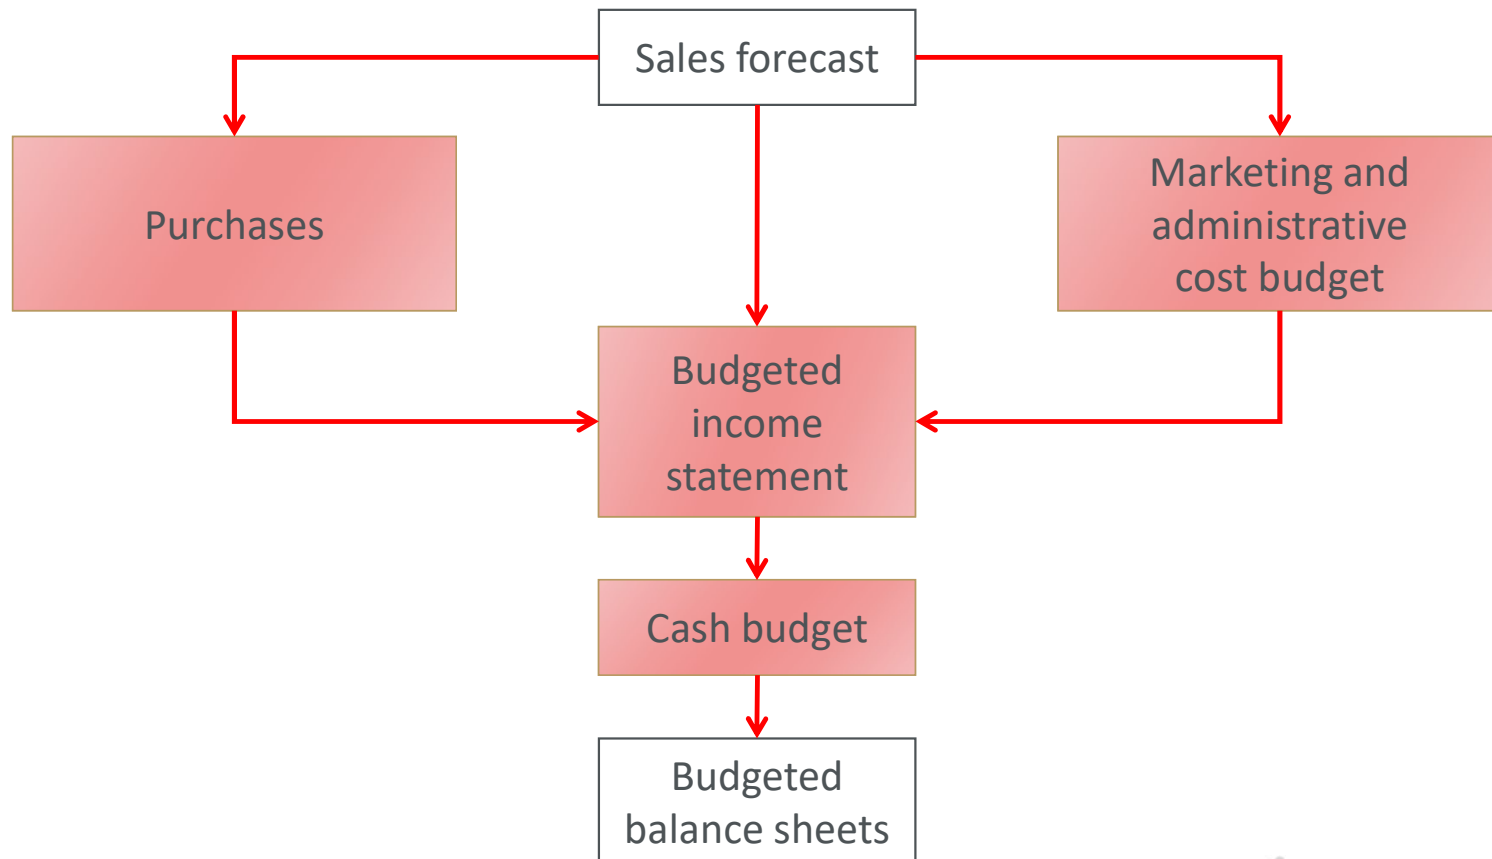 Sales forecast
Purchases
Marketing and
administrative
cost budget
Budgeted
income
statement
Cash budget
Budgeted
balance sheets